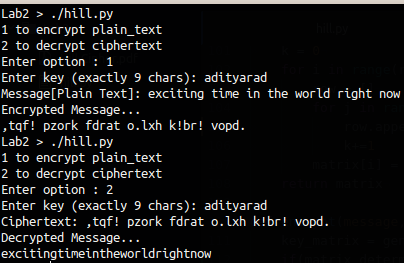 Lab2 > ./hill.py
1 to encrypt plain_text
2 to decrypt ciphertext
Enter option : 1
Enter key (exactly 9 chars): adityarad
Message[Plain Text]: exciting time in the world right now
Encrypted Message...
,tqf! pzork fdrat o.lxh k!br! vopd.
Lab2 > ./hill.py
1 to encrypt plain_text
2 to decrypt ciphertext
Enter option : 2
Enter key (exactly 9 chars): adityarad
Ciphertext: ,tqf! pzork fdrat o.lxh k!br! vopd.
Decrypted Message...
excitingtimeintheworldrightnow